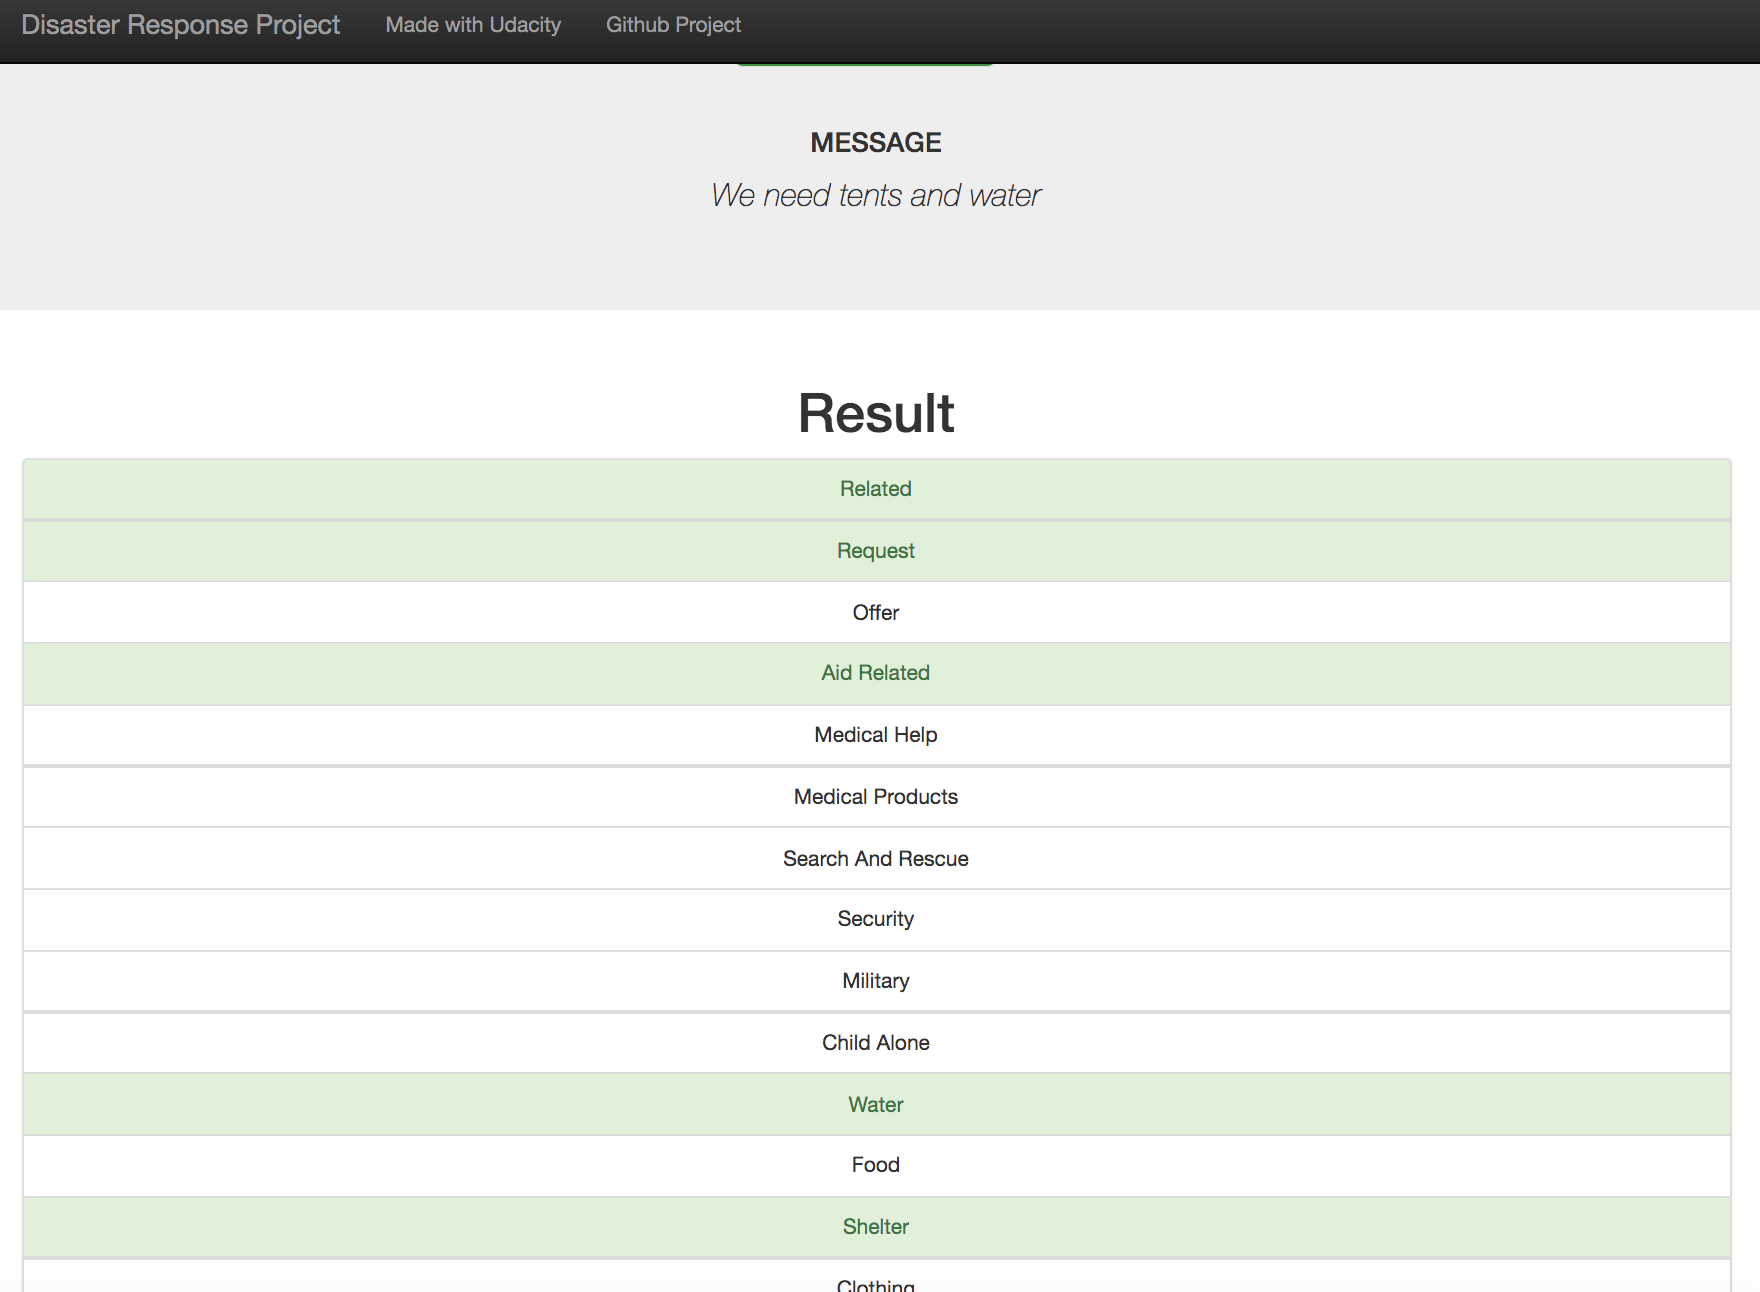 Disaster Response Project Made with Udacity Github Project
MESSAGE
We need tents and water
Result
Related
Request
Offer
Aid Related
Medical Help
Medical Products
Search And Rescue
Security
Military
Child Alone
Water
Food
Shelter
Clothing